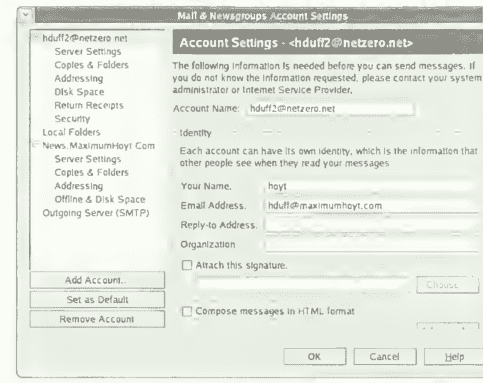 Mail & Newsgroups Account Settings
hduff2@netzero net
Server Settings
Copies & Folders
Addressing
Disk Space
Return Receipts
Security
Local Folders
News.MaximumHoyt Com
Server Settings
Copies & Folders
Addressing
Offline & Disk Space
Outgoing Server (SMTP)
Add Account..
Set as Default
Remove Account
Account Settings - <hduff2@netzero.net>
The following information is needed before you can send messages. If
you do not know the information requested, please contact your system
administrator or Internet Service Provider.
Account Name: hduff2@netzero.net
Identity
Each account can have its own identity, which is the information that
other people see when they read your messages
Your Name. hoyt
Email Address. hduff@maximumhoyt.com
Reply-to Address.
Organization
Attach this signature.
Choose
Compose messages in HTML format
OK Cancel Help